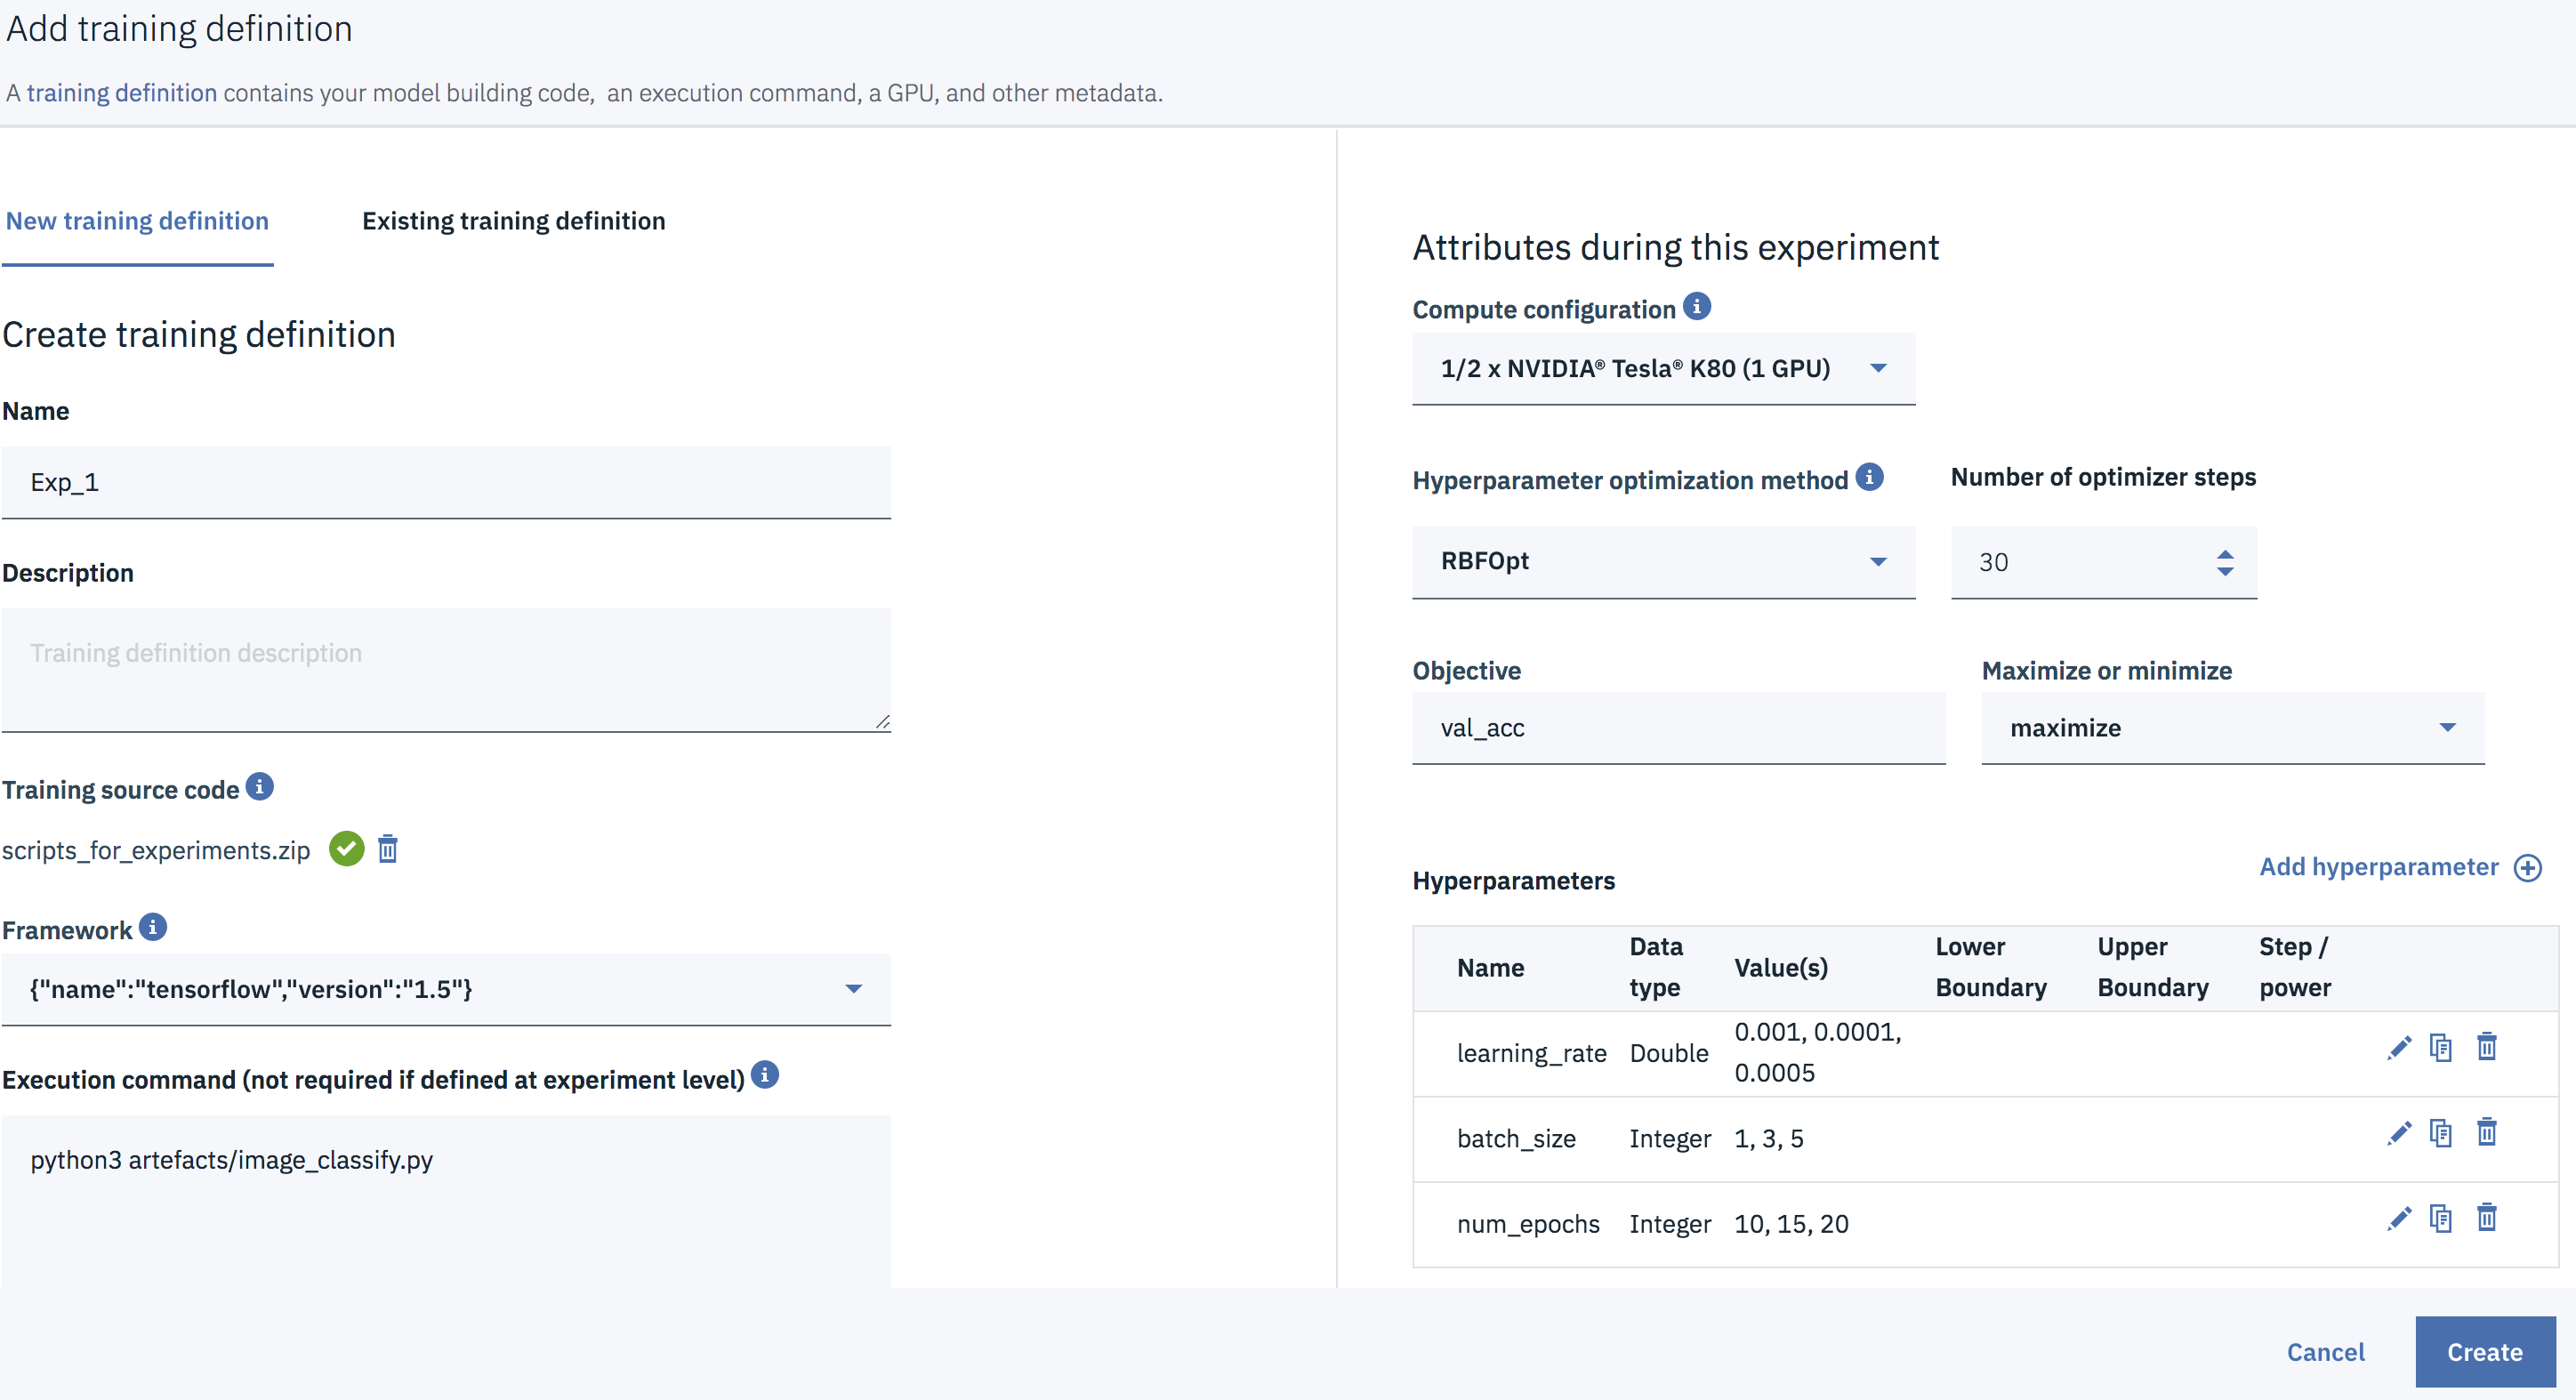 Add training definition
A training definition contains your model building code, an execution command, a GPU, and other metadata.
New training definition
Existing training definition
Create training definition
Name
Exp_1
Description
Training definition description
Training source code
scripts_for_experiments.zip
Framework
{"name":"tensorflow","version":"1.5"}
Execution command (not required if defined at experiment level)
python3 artefacts/image_classify.py
Attributes during this experiment
Compute configuration
1/2 x NVIDIA® Tesla® K80 (1 GPU)
Hyperparameter optimization method
Number of optimizer steps
RBFOpt
30
Objective
Maximize or minimize
val_acc
maximize
Add hyperparameter
Hyperparameters
Name
Data
type
Value(s)
Lower
Boundary
Upper
Boundary
Step /
power
learning_rate
Double
0.001, 0.0001,
0.0005
batch_size
Integer
1, 3, 5
num_epochs
Integer
10, 15, 20
Cancel
Create